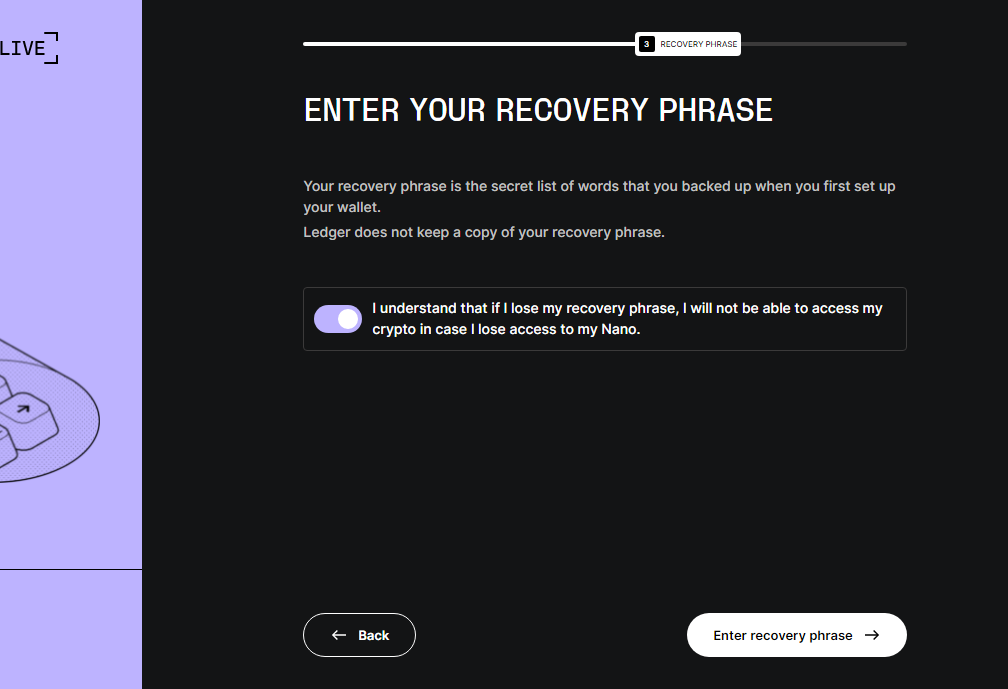 LIVE
3 RECOVERY PHRASE
ENTER YOUR RECOVERY PHRASE
Your recovery phrase is the secret list of words that you backed up when you first set up
your wallet.
Ledger does not keep a copy of your recovery phrase.
I understand that if I lose my recovery phrase, I will not be able to access my
crypto in case I lose access to my Nano.
Back
Enter recovery phrase